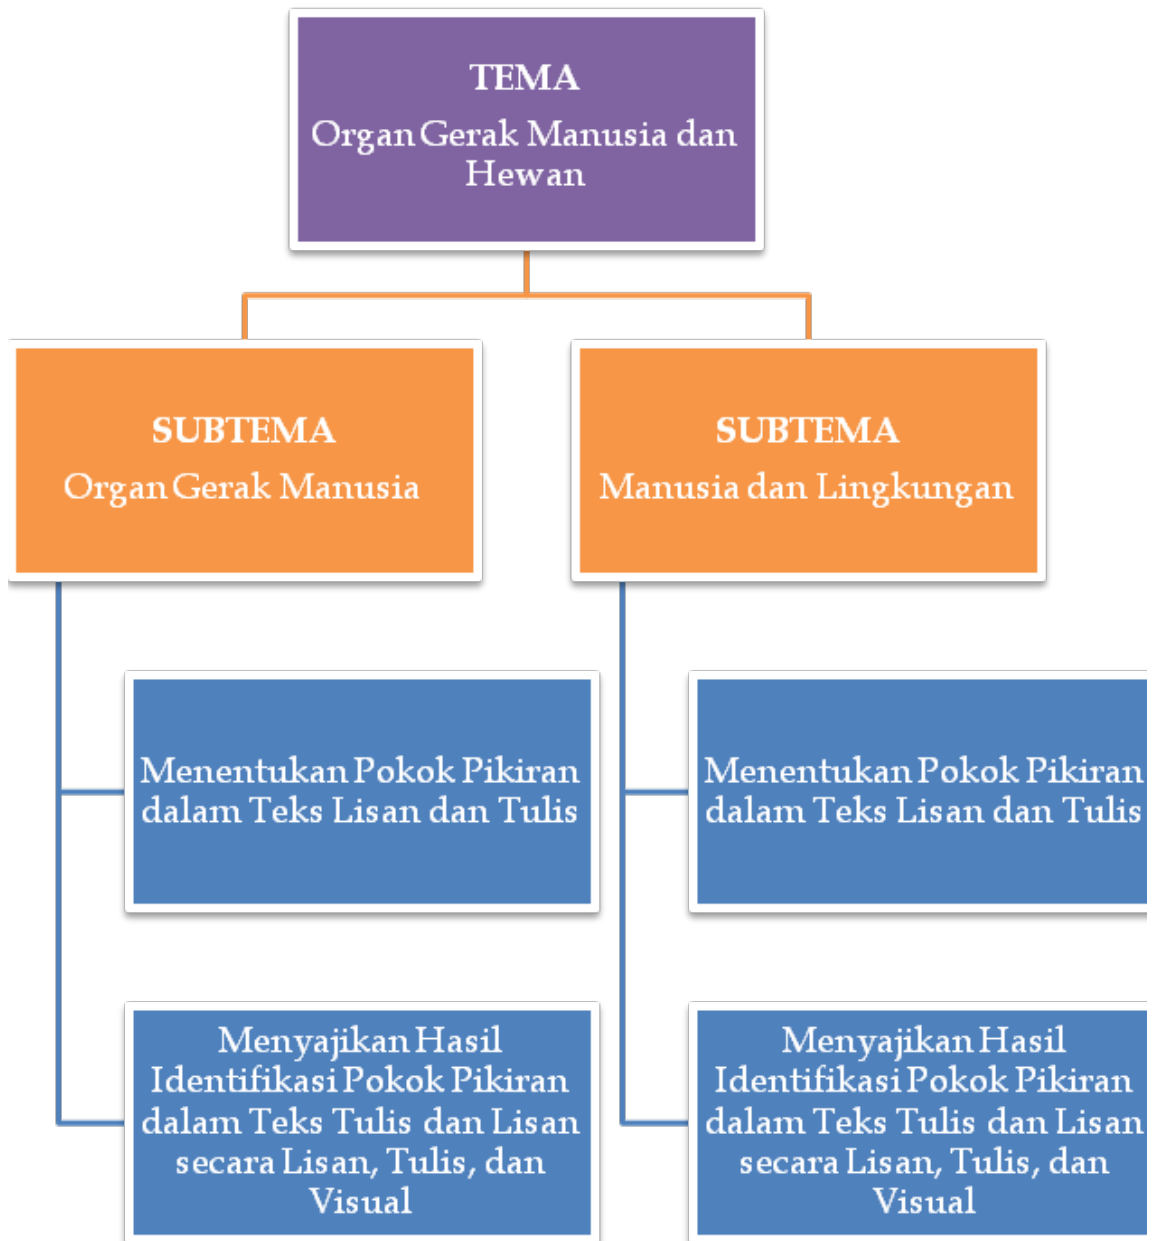 TEMA
Organ Gerak Manusia dan
Hewan
SUBTEMA
Organ Gerak Manusia
SUBTEMA
Manusia dan Lingkungan
Menentukan Pokok Pikiran
dalam Teks Lisan dan Tulis
Menentukan Pokok Pikiran
dalam Teks Lisan dan Tulis
Menyajikan Hasil
Identifikasi Pokok Pikiran
dalam Teks Tulis dan Lisan
secara Lisan, Tulis, dan
Visual
Menyajikan Hasil
Identifikasi Pokok Pikiran
dalam Teks Tulis dan Lisan
secara Lisan, Tulis, dan
Visual